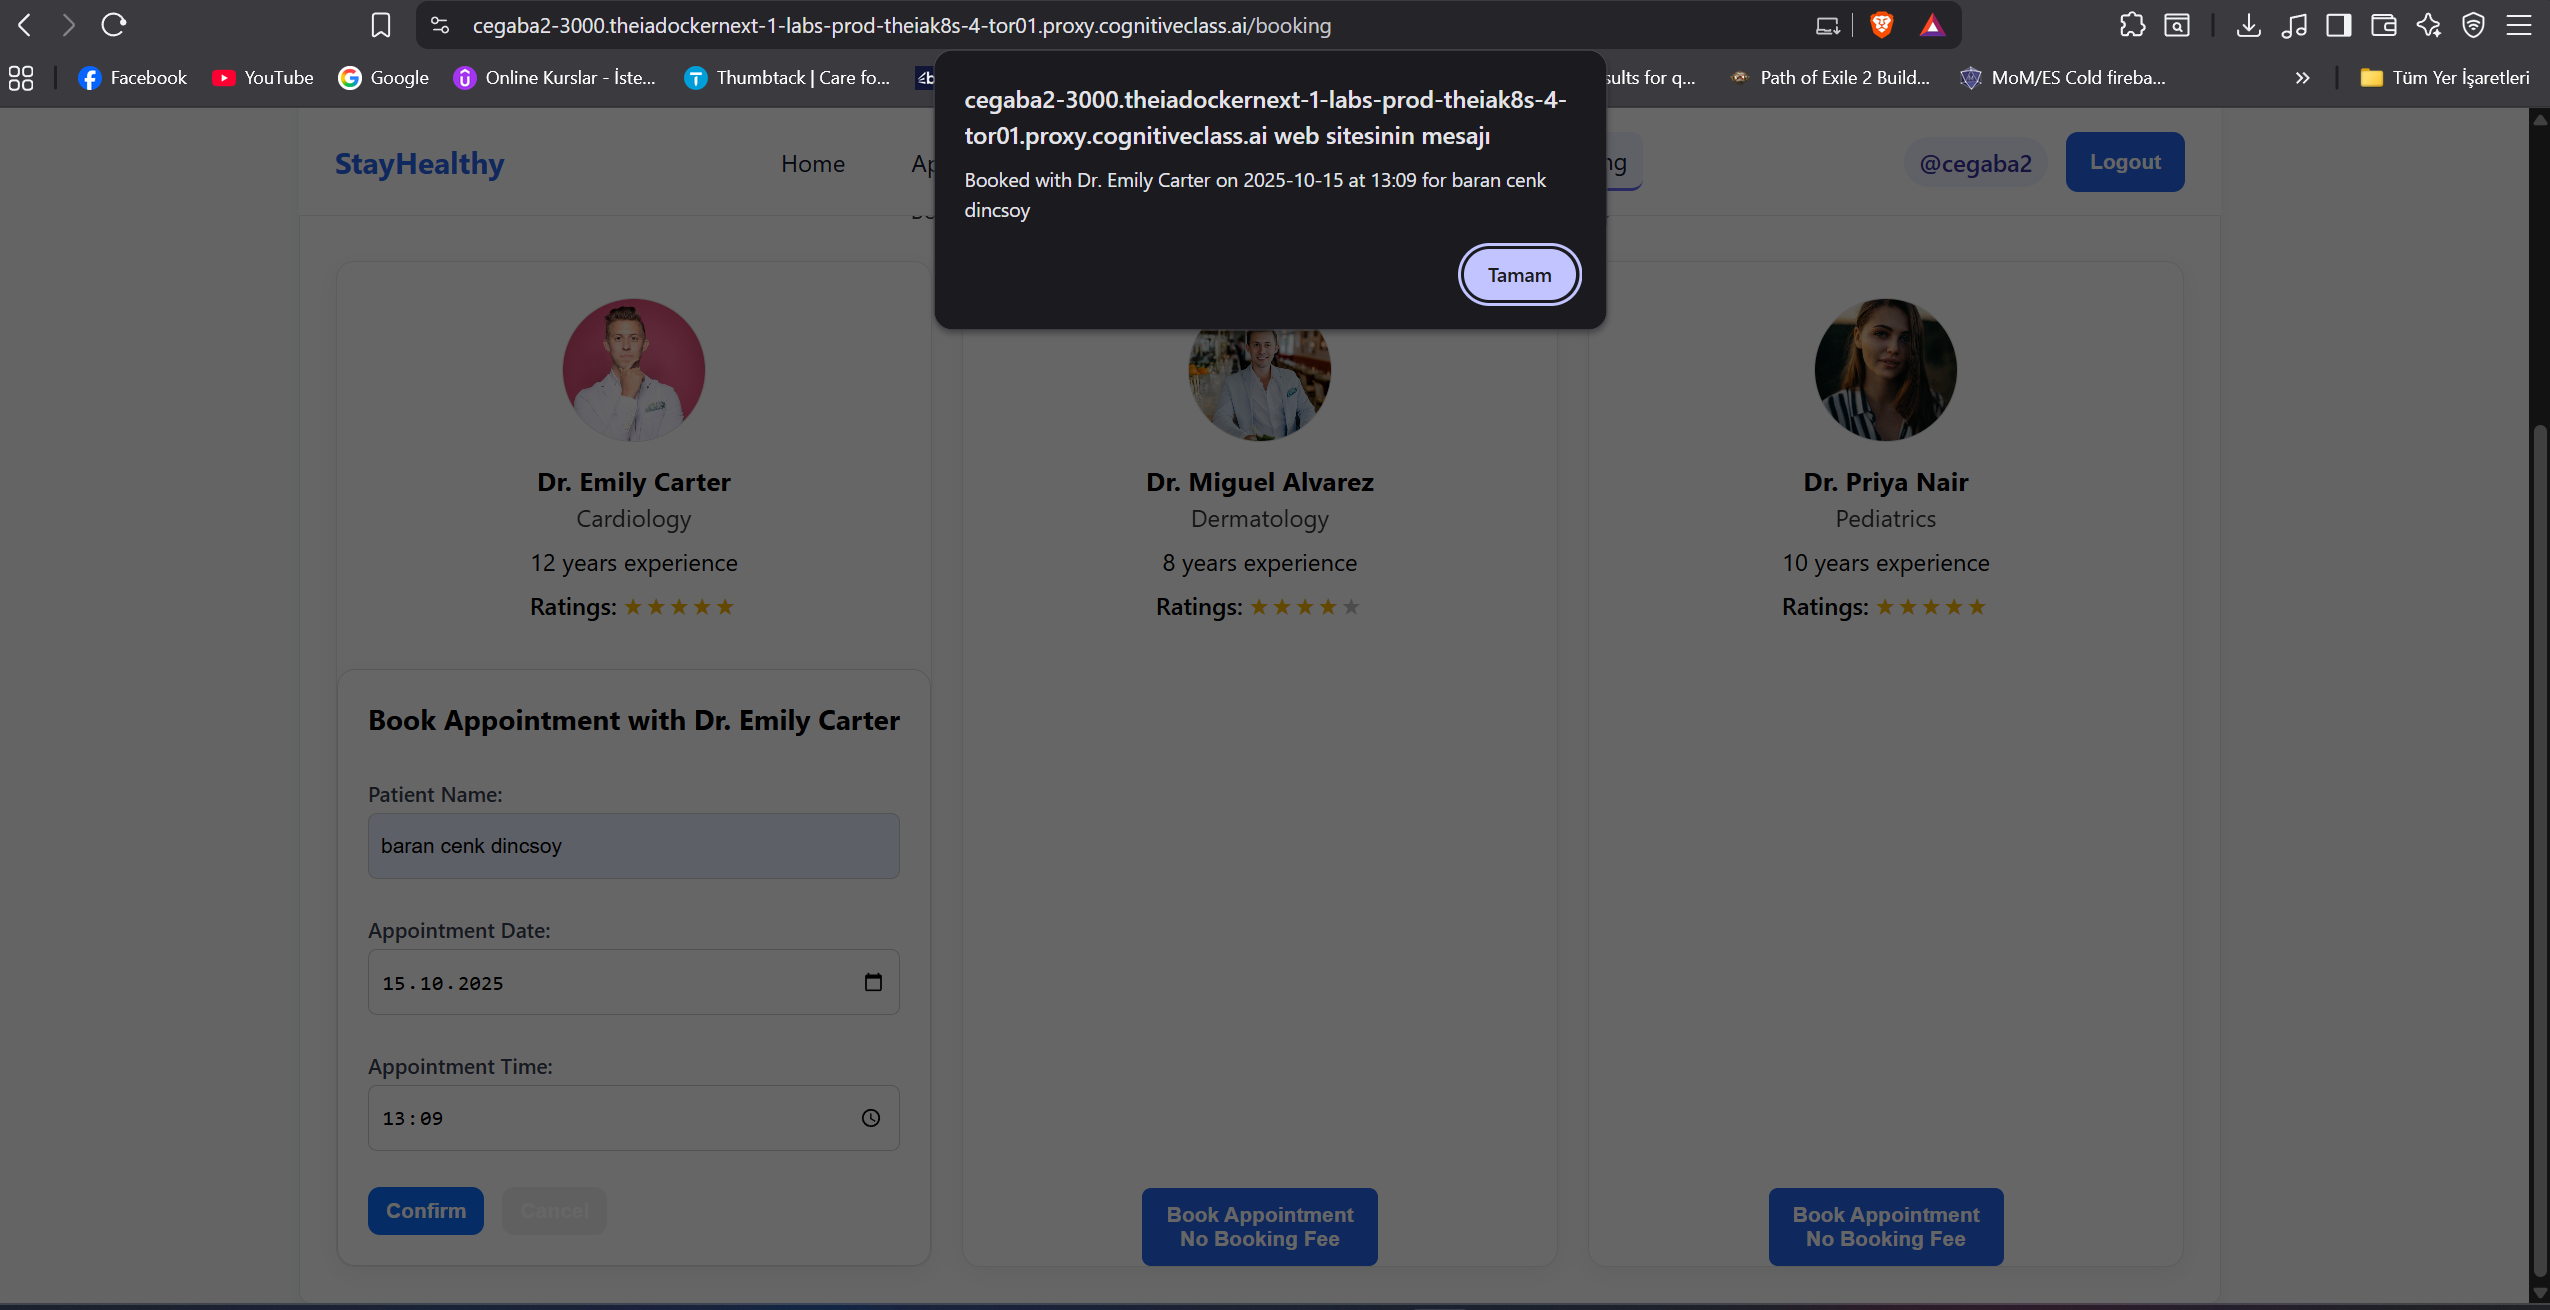 cegaba2-3000.theiadockernext-1-labs-prod-theiak8s-4-tor01.proxy.cognitiveclass.ai/booking
Facebook
YouTube
Google
Online Kurslar - İste...
Thumbtack | Care fo...
sults for q...
Path of Exile 2 Build...
MoM/ES Cold fireba...
Tüm Yer İşaretleri
cegaba2-3000.theiadockernext-1-labs-prod-theiak8s-4-
tor01.proxy.cognitiveclass.ai web sitesinin mesajı
Booked with Dr. Emily Carter on 2025-10-15 at 13:09 for baran cenk
dincsoy
Tamam
StayHealthy
Home
Ap
ng
@cegaba2
Logout
Dr. Emily Carter
Cardiology
12 years experience
Ratings: ★★★★★
Book Appointment with Dr. Emily Carter
Patient Name:
baran cenk dincsoy
Appointment Date:
15.10.2025
Appointment Time:
13:09
Confirm
Cancel
Dr. Miguel Alvarez
Dermatology
8 years experience
Ratings: ★★★★★
Book Appointment
No Booking Fee
Dr. Priya Nair
Pediatrics
10 years experience
Ratings: ★★★★★
Book Appointment
No Booking Fee